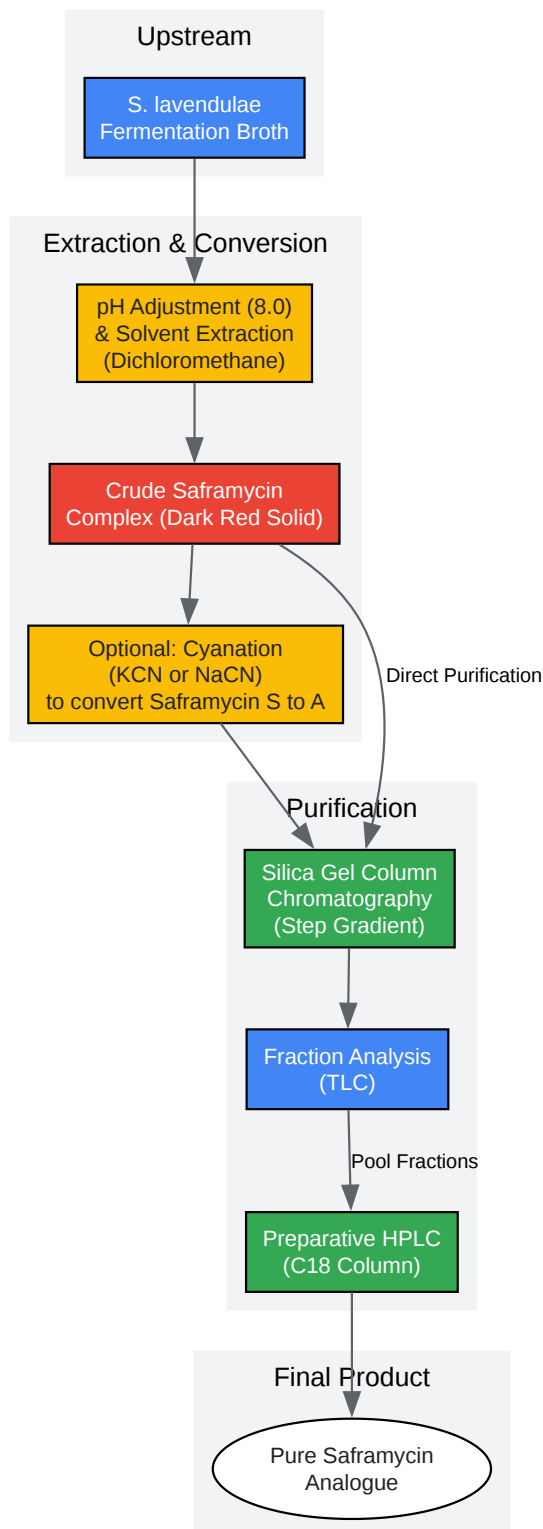 Upstream
S. lavendulae
Fermentation Broth
Extraction & Conversion
pH Adjustment (8.0)
& Solvent Extraction
(Dichloromethane)
Crude Saframycin
Complex (Dark Red Solid)
Optional: Cyanation
(KCN or NaCN)
to convert Saframycin S to A
Direct Purification
Purification
Silica Gel Column
Chromatography
(Step Gradient)
Fraction Analysis
(TLC)
Pool Fractions
Preparative HPLC
(C18 Column)
Final Product
Pure Saframycin
Analogue